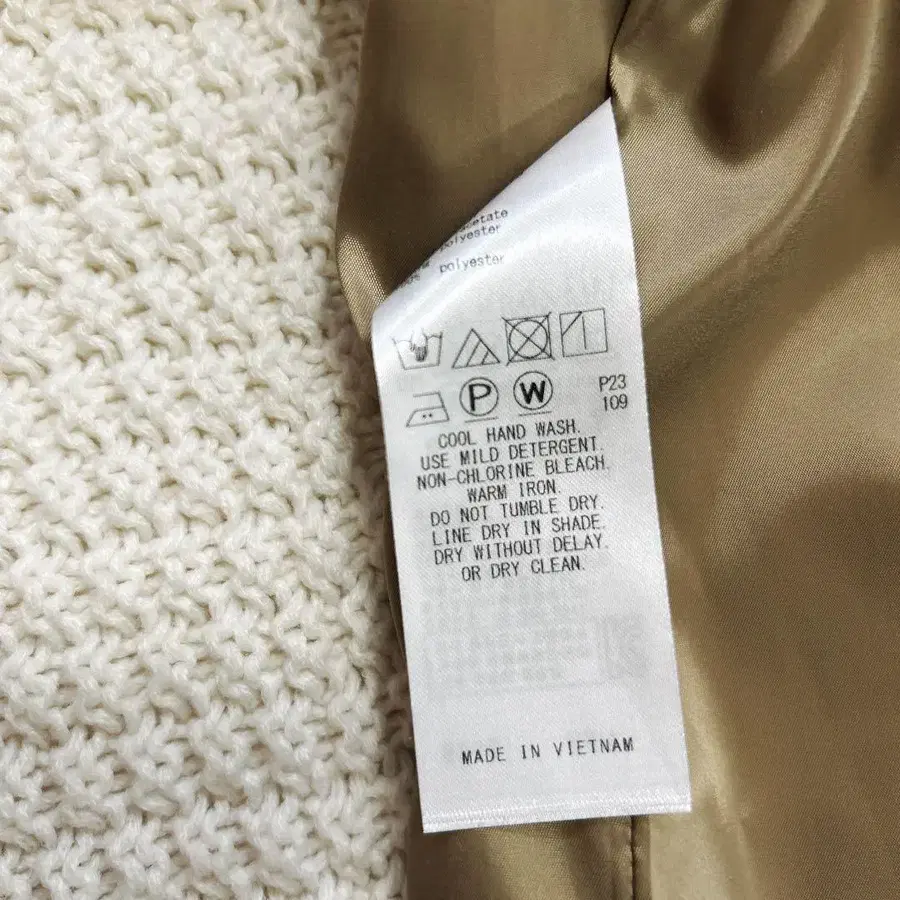 acetate
polyester
polyester
P W P23
109
COOL HAND WASH.
USE MILD DETERGENT.
NON-CHLORINE BLEACH.
WARM IRON.
DO NOT TUMBLE DRY.
LINE DRY IN SHADE.
DRY WITHOUT DELAY.
OR DRY CLEAN.
MADE IN VIETNAM